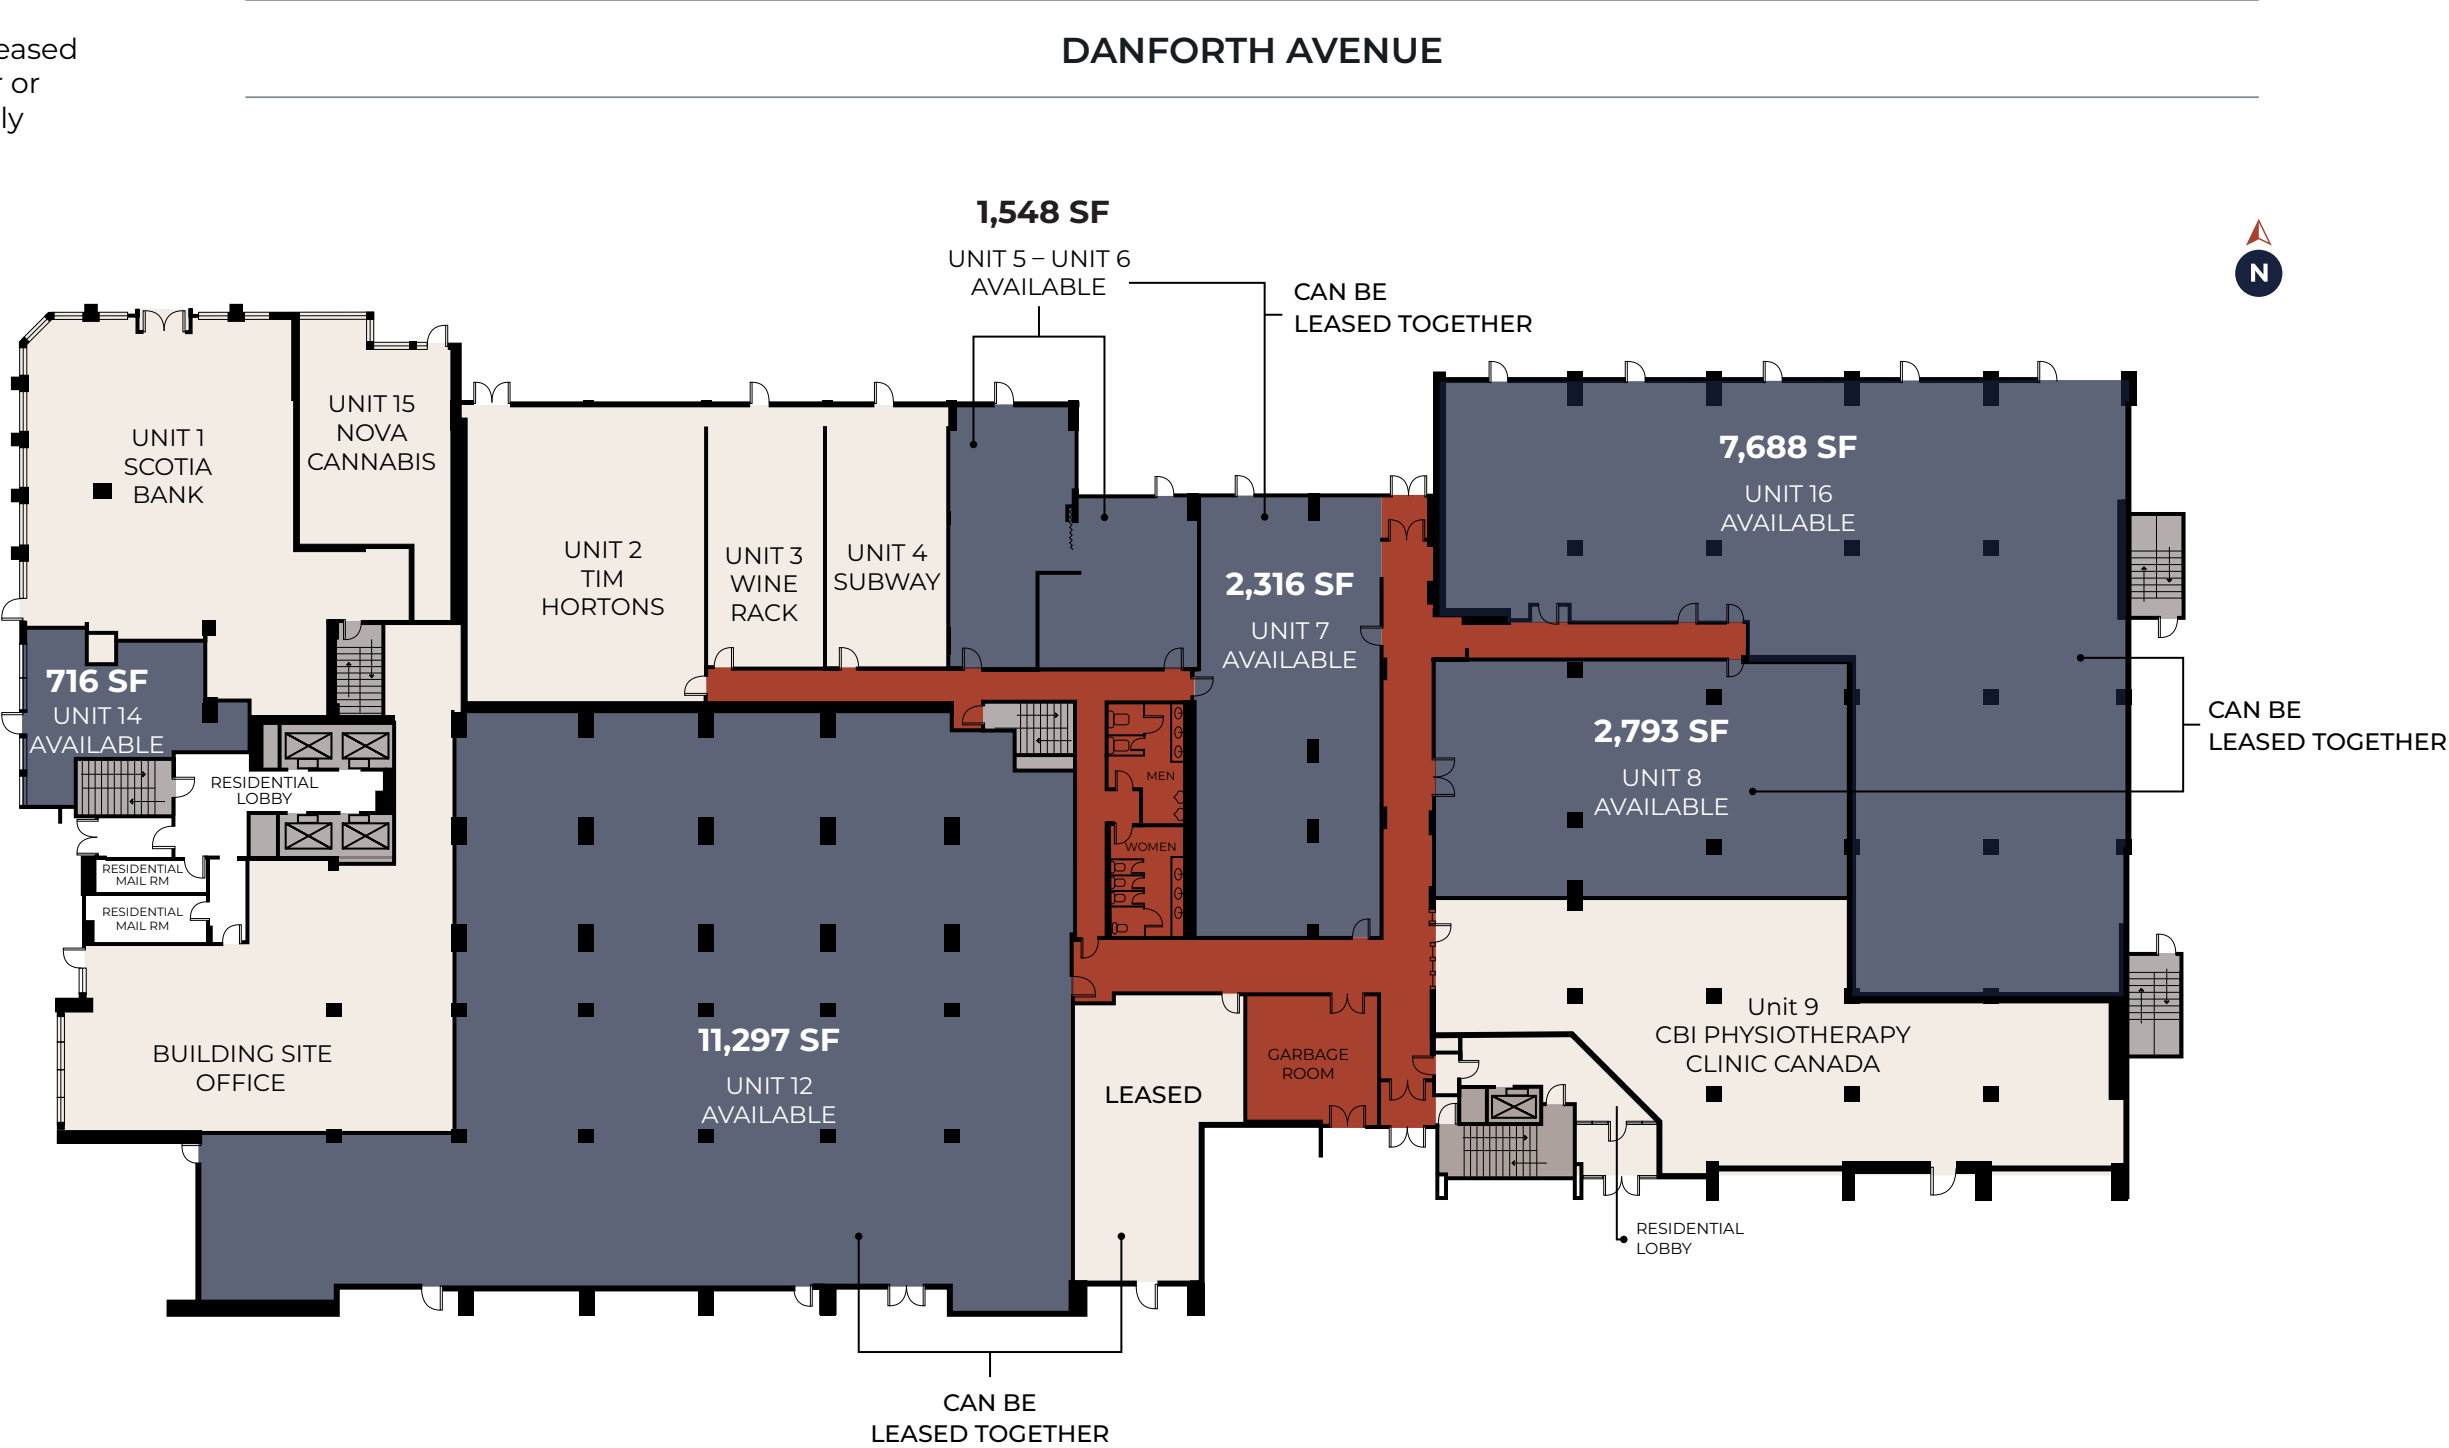 eased
or
ly
DANFORTH AVENUE
1,548 SF
UNIT 5 – UNIT 6
AVAILABLE
CAN BE
LEASED TOGETHER
N
UNIT 1
SCOTIA
BANK
UNIT 15
NOVA
CANNABIS
UNIT 2
TIM
HORTONS
UNIT 3
WINE
RACK
UNIT 4
SUBWAY
2,316 SF
UNIT 7
AVAILABLE
7,688 SF
UNIT 16
AVAILABLE
716 SF
UNIT 14
AVAILABLE
2,793 SF
UNIT 8
AVAILABLE
CAN BE
LEASED TOGETHER
RESIDENTIAL
LOBBY
MEN
WOMEN
RESIDENTIAL
MAIL RM
RESIDENTIAL
MAIL RM
BUILDING SITE
OFFICE
11,297 SF
UNIT 12
AVAILABLE
LEASED
GARBAGE
ROOM
Unit 9
CBI PHYSIOTHERAPY
CLINIC CANADA
RESIDENTIAL
LOBBY
CAN BE
LEASED TOGETHER